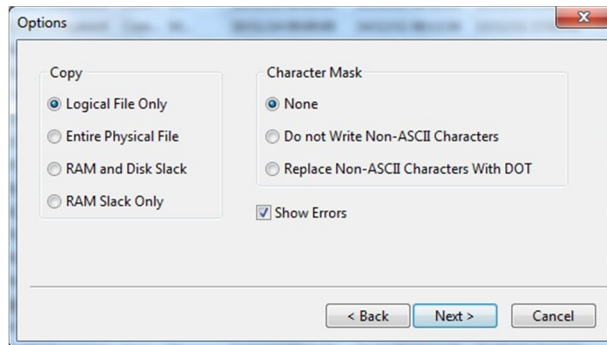 Options
Copy
Logical File Only
Entire Physical File
RAM and Disk Slack
RAM Slack Only
Character Mask
None
Do not Write Non-ASCII Characters
Replace Non-ASCII Characters With DOT
Show Errors
< Back
Next >
Cancel